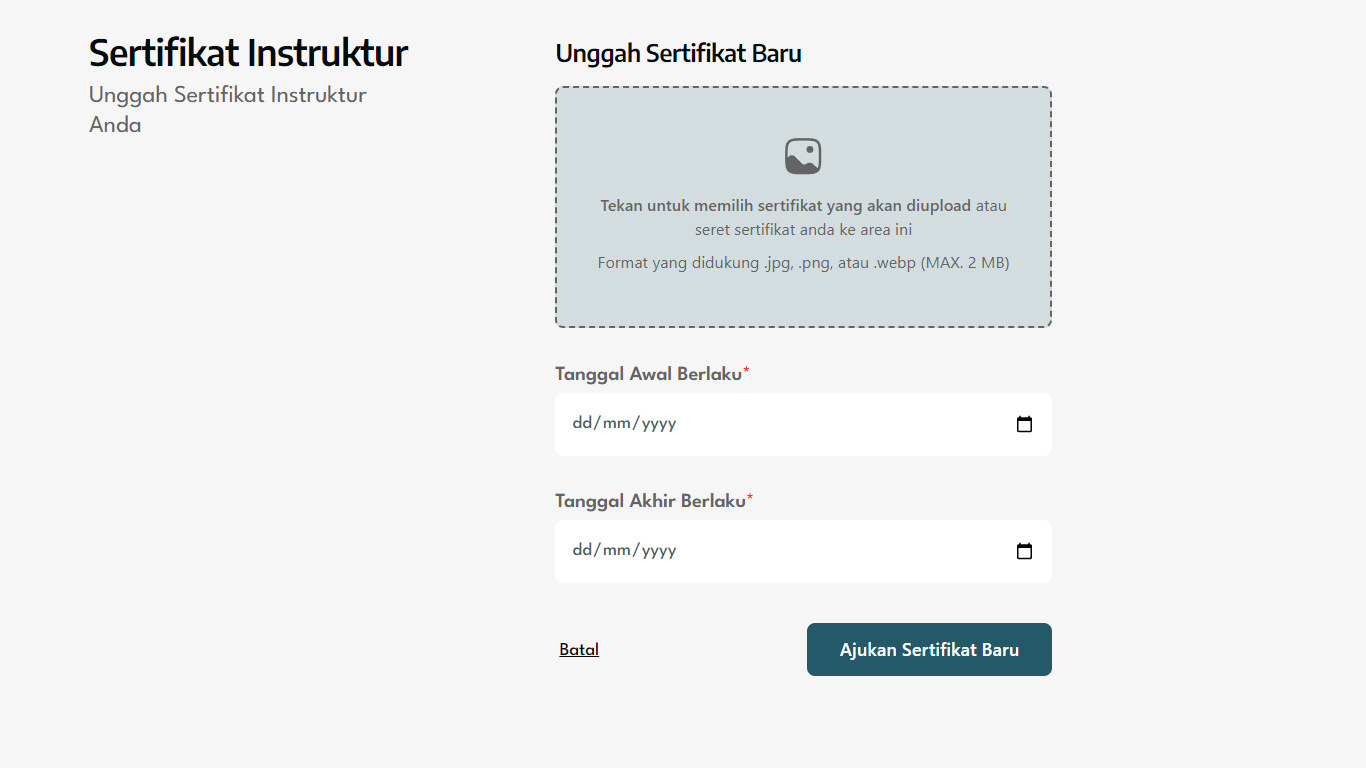 Sertifikat Instruktur
Unggah Sertifikat Instruktur
Anda
Unggah Sertifikat Baru
Tekan untuk memilih sertifikat yang akan diupload atau
seret sertifikat anda ke area ini
Format yang didukung .jpg, .png, atau .webp (MAX. 2 MB)
Tanggal Awal Berlaku*
dd/mm/yyyy
Tanggal Akhir Berlaku*
dd/mm/yyyy
Batal
Ajukan Sertifikat Baru